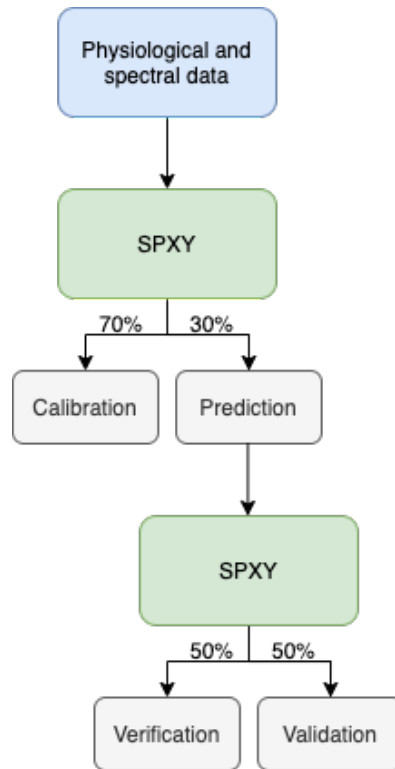 Physiological and
spectral data
SPXY
70% 30%
Calibration Prediction
SPXY
50% 50%
Verification Validation